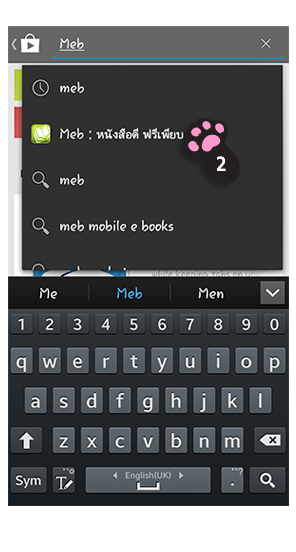 Meb
meb
Meb : หนังสือดี ฟรีเพียบ
2
meb
meb mobile e books
while keeping tabs on you
Me Meb Men
1 2 3 4 5 6 7 8 9 0
q w e r t y u i o p
a s d f g h j k l
z x c v b n m
Sym T English(UK) . ?